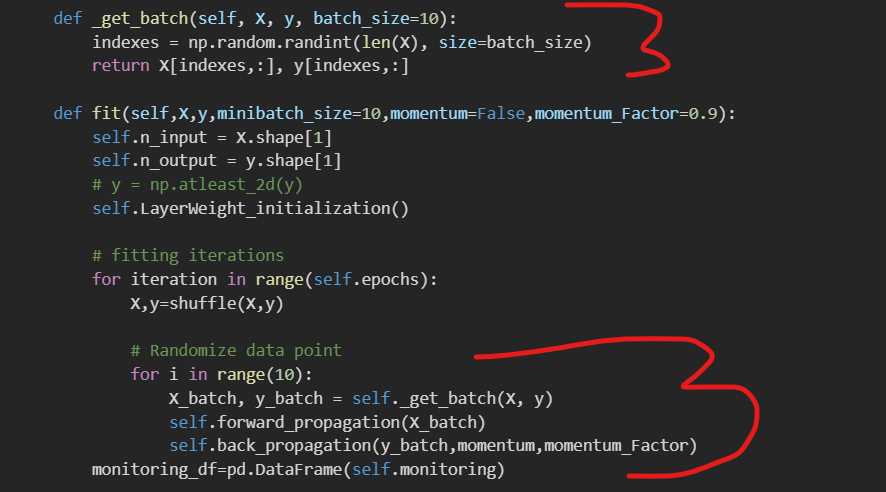 def _get_batch(self, X, y, batch_size=10):
indexes = np.random.randint(len(X), size=batch_size)
return X[indexes,:], y[indexes,:]
def fit(self,X,y,minibatch_size=10,momentum=False,momentum_Factor=0.9):
self.n_input = X.shape[1]
self.n_output = y.shape[1]
# y = np.atleast_2d(y)
self.LayerWeight_initialization()
# fitting iterations
for iteration in range(self.epochs):
X,y=shuffle(X,y)
# Randomize data point
for i in range(10):
X_batch, y_batch = self._get_batch(X, y)
self.forward_propagation(X_batch)
self.back_propagation(y_batch,momentum,momentum_Factor)
monitoring_df=pd.DataFrame(self.monitoring)